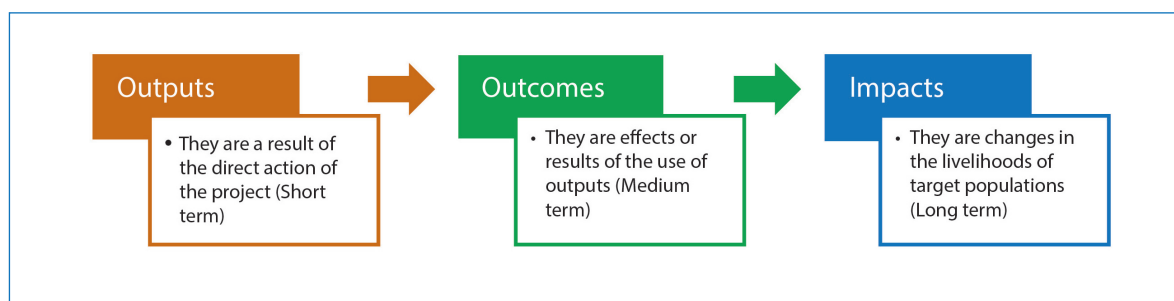 Outputs
• They are a result of
the direct action of
the project (Short
term)
Outcomes
• They are effects or
results of the use of
outputs (Medium
term)
Impacts
• They are changes in
the livelihoods of
target populations
(Long term)